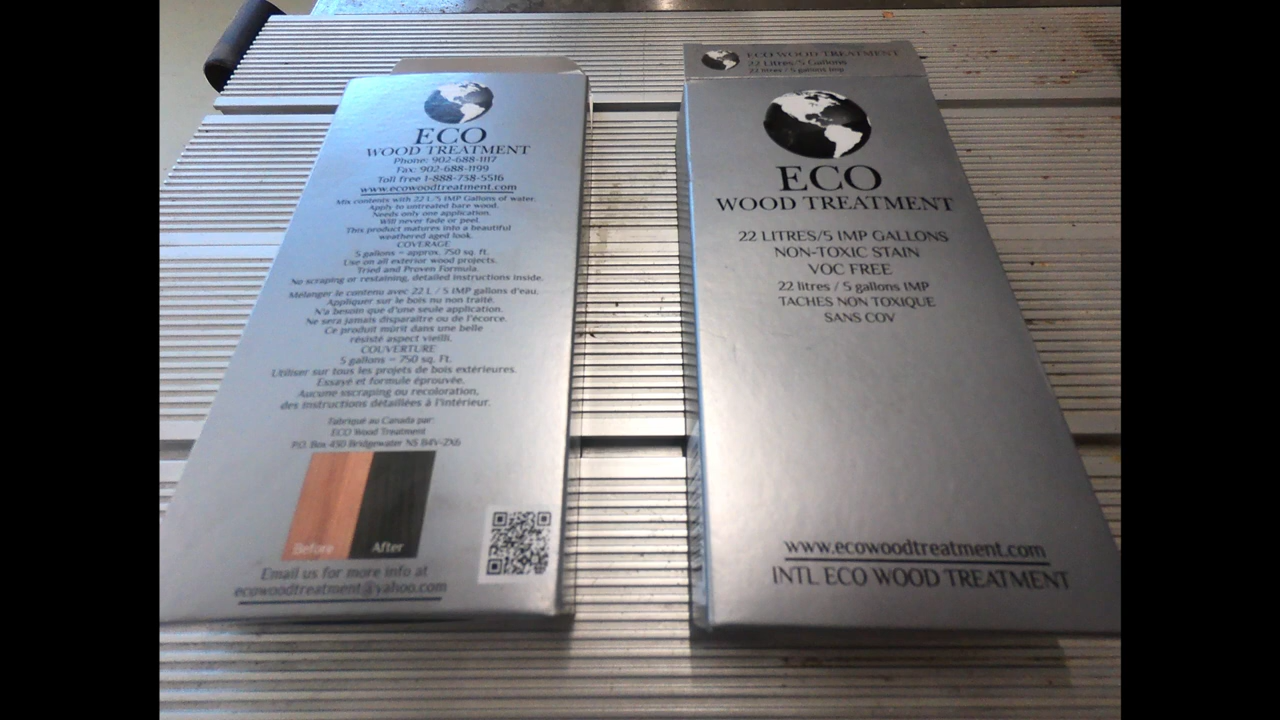 ECO
WOOD TREATMENT
Phone: 902-688-1117
Fax: 902-688-1199
Toll free 1-888-758-5516
www.ecowoodtreatment.com
Mix contents with 22 L/5 IMP Gallons of water.
Apply to untreated bare wood.
Needs only one application.
Will never fade or peel.
This product matures into a beautiful
weathered aged look.
COVERAGE
5 gallons = approx. 750 sq. ft.
Use on all exterior wood projects.
Tried and Proven Formula.
No scraping or restaining, detailed instructions inside.
Mélanger le contenu avec 22 L / 5 IMP gallons d'eau.
Appliquer sur le bois nu non traité.
N'a besoin que d'une seule application.
Ne sera jamais disparaître ou de l'écorce.
Ce produit mûrit dans une belle
résisté aspect vieilli.
COUVERTURE
5 gallons = 750 sq. Ft.
Utiliser sur tous les projets de bois extérieures.
Essayé et formule éprouvée.
Aucune sscraping ou recoloration,
des instructions détaillées à l'intérieur.
Fabriqué au Canada par:
ECO Wood Treatment
P.O. Box 450 Bridgewater NS B4V-2X6
Before After
Email us for more info at
ecowoodtreatment@yahoo.com
ECO WOOD TREATMENT
22 Litres/5 Gallons
22 litres / 5 gallons imp
ECO
WOOD TREATMENT
22 LITRES/5 IMP GALLONS
NON-TOXIC STAIN
VOC FREE
22 litres / 5 gallons IMP
TACHES NON TOXIQUE
SANS COV
www.ecowoodtreatment.com
INTL ECO WOOD TREATMENT